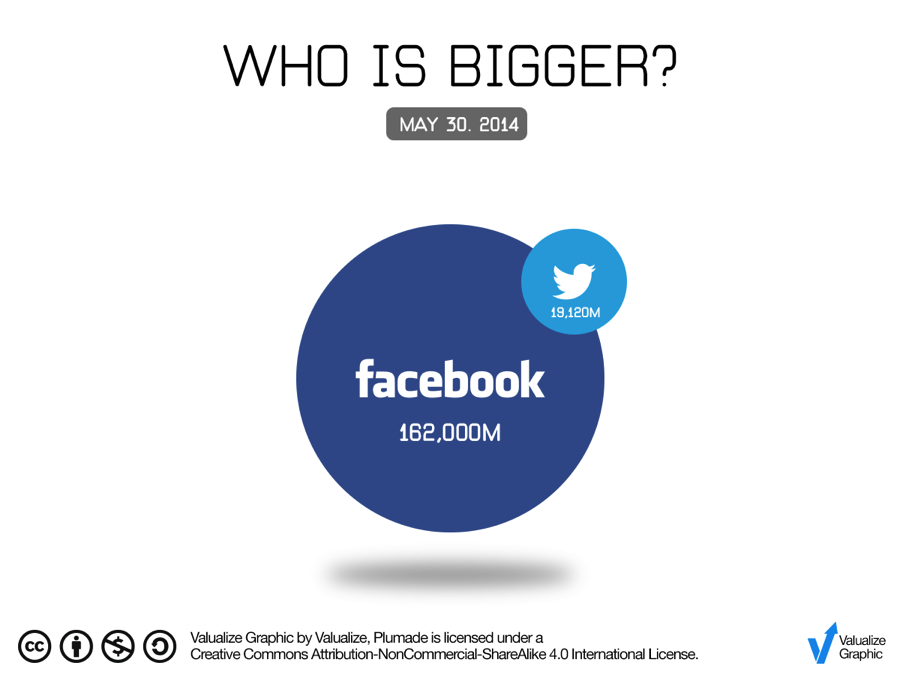 WHO IS BIGGER?
MAY 30. 2014
19,120M
facebook
162,000M
cc
Valualize Graphic by Valualize, Plumade is licensed under a
Creative Commons Attribution-NonCommercial-ShareAlike 4.0 International License.
Valualize
Graphic